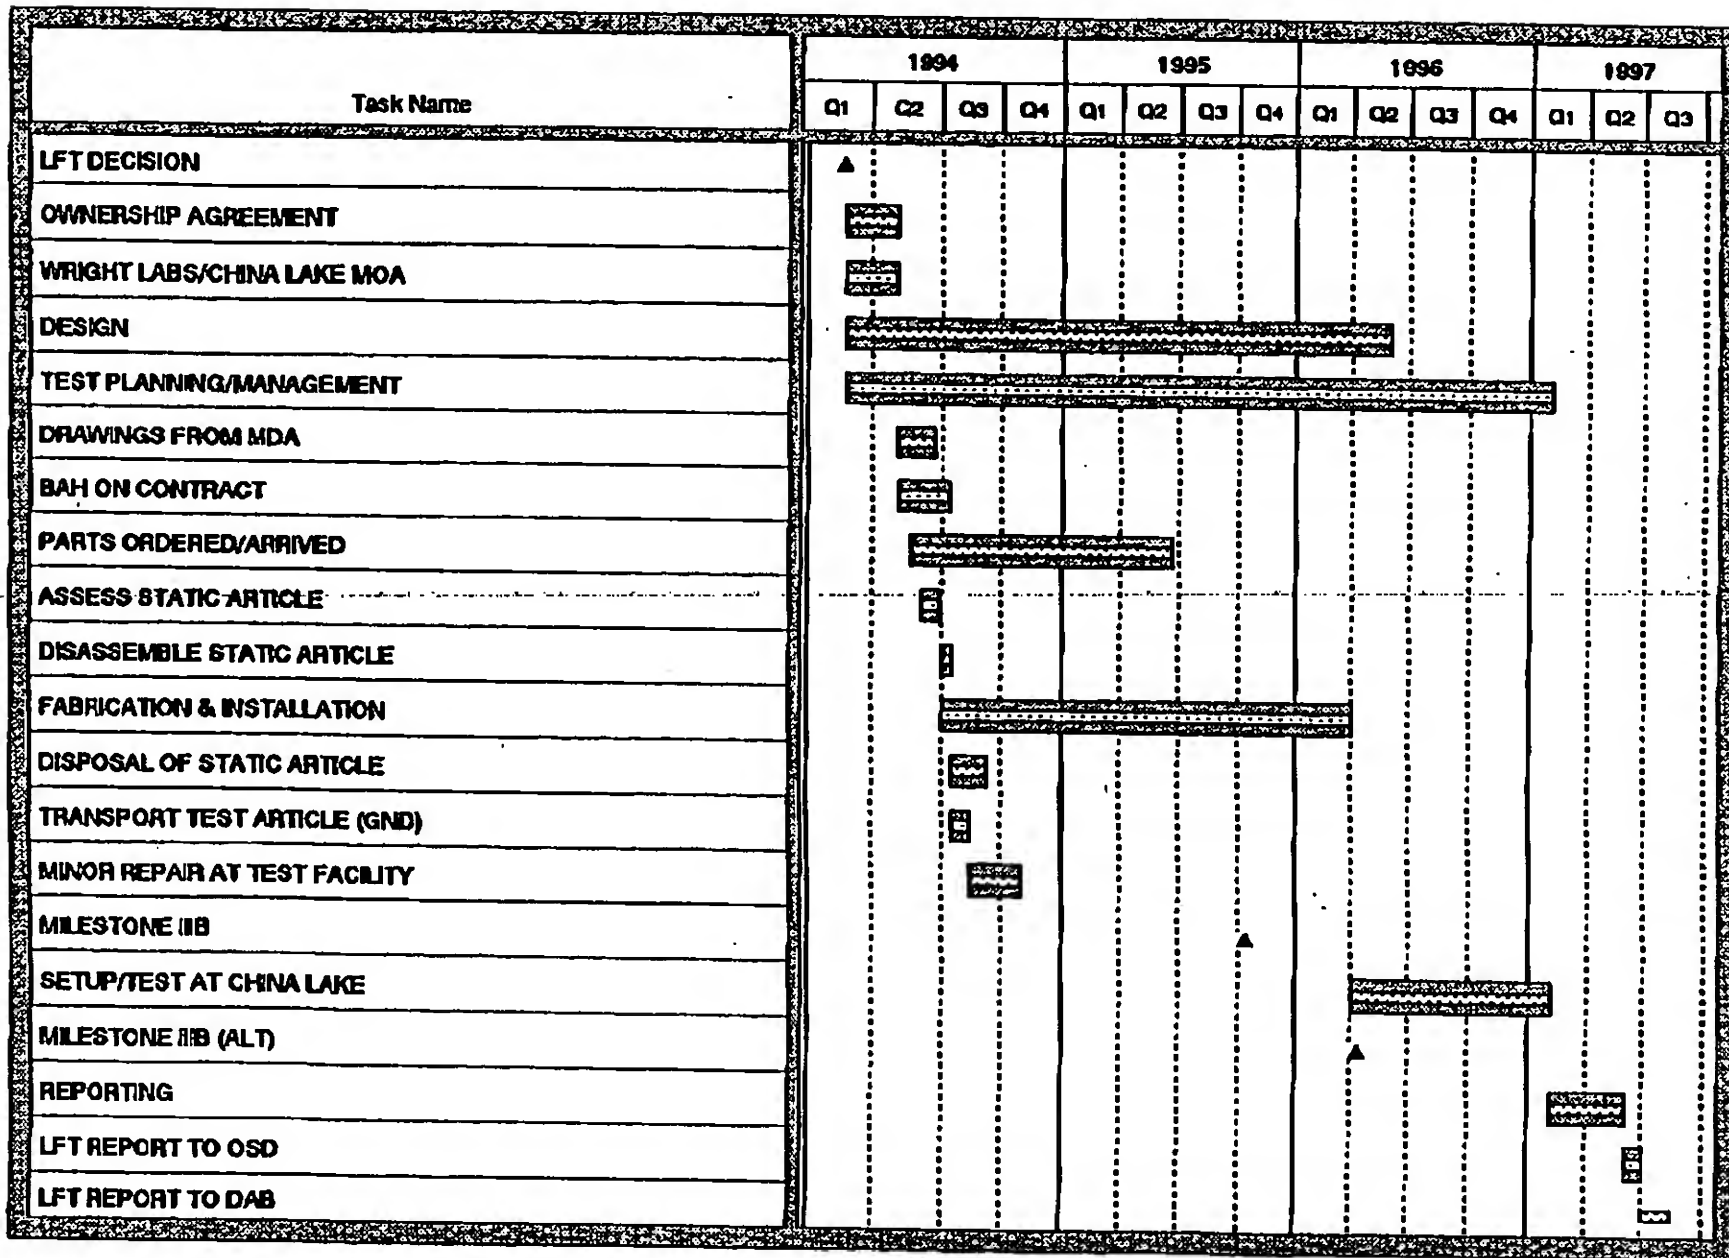 1994 1995 1996 1997
Task Name Q1 Q2 Q3 Q4 Q1 Q2 Q3 Q4 Q1 Q2 Q3 Q4 Q1 Q2 Q3
LFT DECISION
OWNERSHIP AGREEMENT
WRIGHT LABS/CHINA LAKE MOA
DESIGN
TEST PLANNING/MANAGEMENT
DRAWINGS FROM MDA
BAH ON CONTRACT
PARTS ORDERED/ARRIVED
ASSESS STATIC ARTICLE
DISASSEMBLE STATIC ARTICLE
FABRICATION & INSTALLATION
DISPOSAL OF STATIC ARTICLE
TRANSPORT TEST ARTICLE (GND)
MINOR REPAIR AT TEST FACILITY
MILESTONE IIIB
SETUP/TEST AT CHINA LAKE
MILESTONE IIIB (ALT)
REPORTING
LFT REPORT TO OSD
LFT REPORT TO DAB